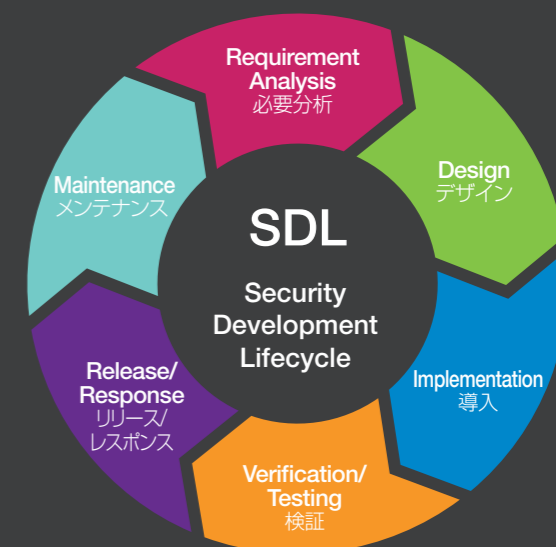 Requirement
Analysis
必要分析
Design
デザイン
Implementation
導入
Verification/
Testing
検証
Release/
Response
リリース/
レスポンス
Maintenance
メンテナンス
SDL
Security
Development
Lifecycle